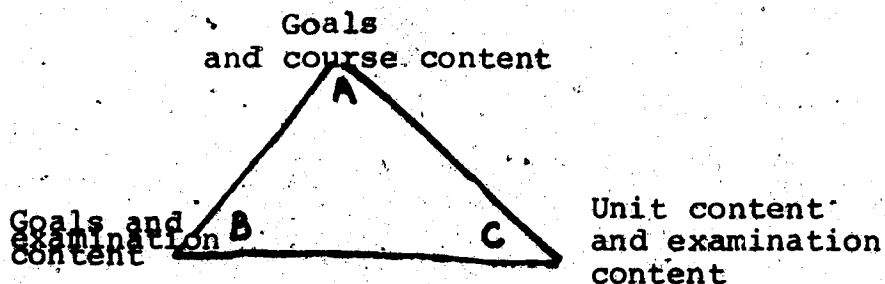 Goals
and course content
A
Goals and
examination
content
B
C
Unit content
and examination
content